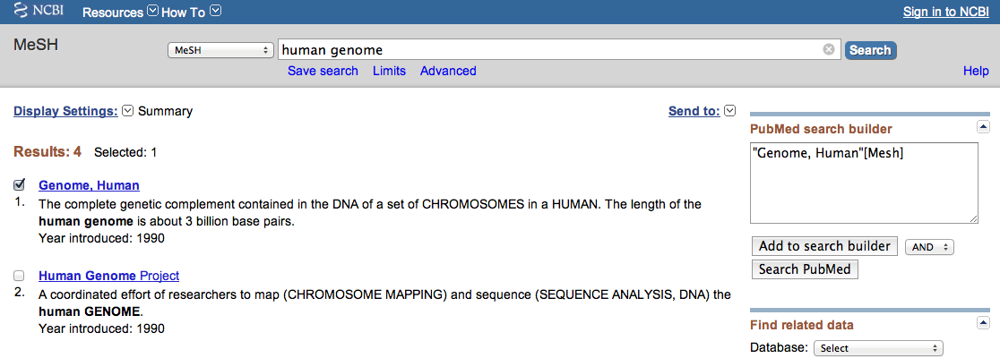 NCBI Resources How To Sign in to NCBI
MeSH MeSH human genome Search
Save search Limits Advanced Help
Display Settings: Summary Send to:
Results: 4 Selected: 1
Genome, Human
1. The complete genetic complement contained in the DNA of a set of CHROMOSOMES in a HUMAN. The length of the
human genome is about 3 billion base pairs.
Year introduced: 1990
Human Genome Project
2. A coordinated effort of researchers to map (CHROMOSOME MAPPING) and sequence (SEQUENCE ANALYSIS, DNA) the
human GENOME.
Year introduced: 1990
PubMed search builder
"Genome, Human"[Mesh]
Add to search builder AND
Search PubMed
Find related data
Database: Select